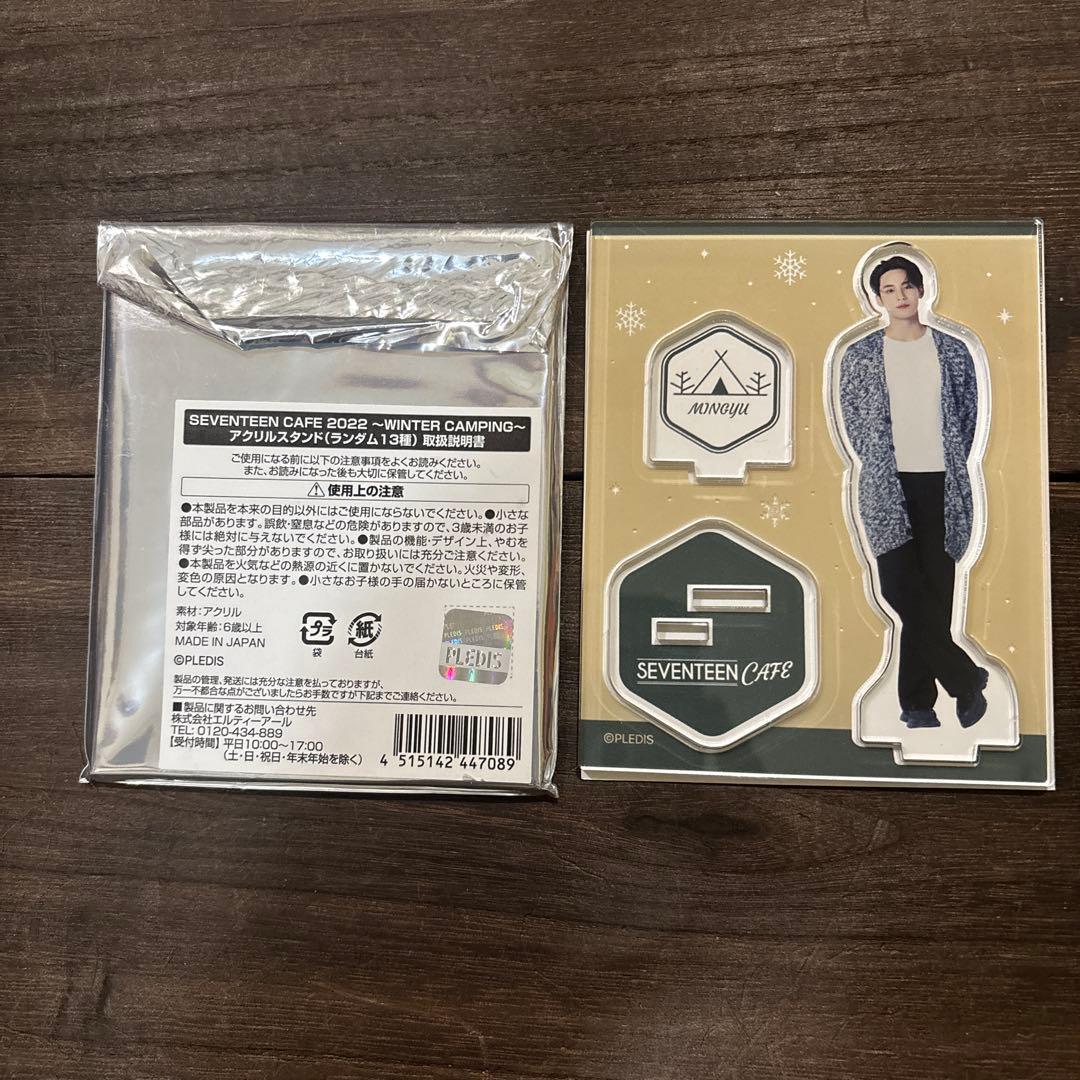 SEVENTEEN CAFE 2022 ～WINTER CAMPING～
アクリルスタンド(ランダム13種) 取扱説明書
ご使用になる前に以下の注意事項をよくお読みください。
また、お読みになった後も大切に保管してください。
使用上の注意
●本製品を本来の目的以外にはご使用にならないでください。●小さな
部品があります。誤飲・窒息などの危険がありますので、3歳未満のお子
様には絶対に与えないでください。●製品の機能・デザイン上、やむを
得ず尖った部分がありますので、お取り扱いには充分ご注意ください。
●本製品を火気などの熱源の近くに置かないでください。火災や変形、
変色の原因となります。●小さなお子様の手の届かないところに保管
してください。
素材：アクリル
対象年齢：6歳以上
MADE IN JAPAN
©PLEDIS
プラ
袋
紙
台紙
PLEDIS PLEDIS PLEDIS
PLEDIS
製品の管理、発送には充分な注意を払っておりますが、
万一不都合な点がございましたらお手数ですが下記までご連絡ください。
■製品に関するお問い合わせ先
株式会社エルティーアール
TEL: 0120-434-889
【受付時間】平日10:00～17:00
(土・日・祝日・年末年始を除く)
4 515142 447089
MINGYU
SEVENTEEN CAFE
©PLEDIS